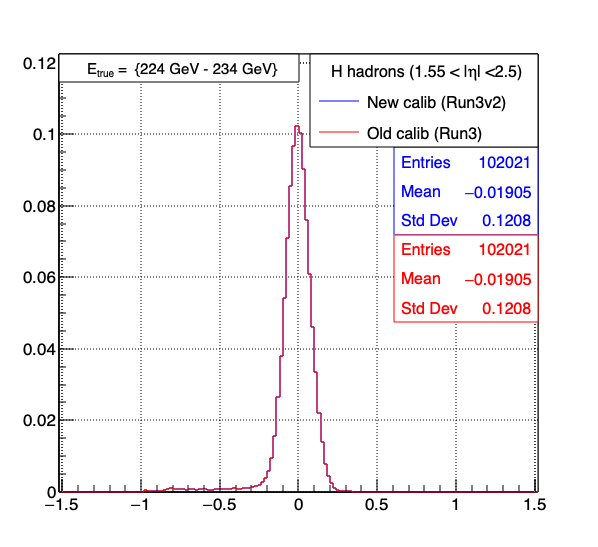 0.12
E_true = {224 GeV - 234 GeV}
H hadrons (1.55 < |η| <2.5)
New calib (Run3v2)
0.1
Old calib (Run3)
Entries 102021
Mean −0.01905
0.08
Std Dev 0.1208
Entries 102021
0.06
Mean −0.01905
Std Dev 0.1208
0.04
0.02
0
−1.5 −1 −0.5 0 0.5 1 1.5